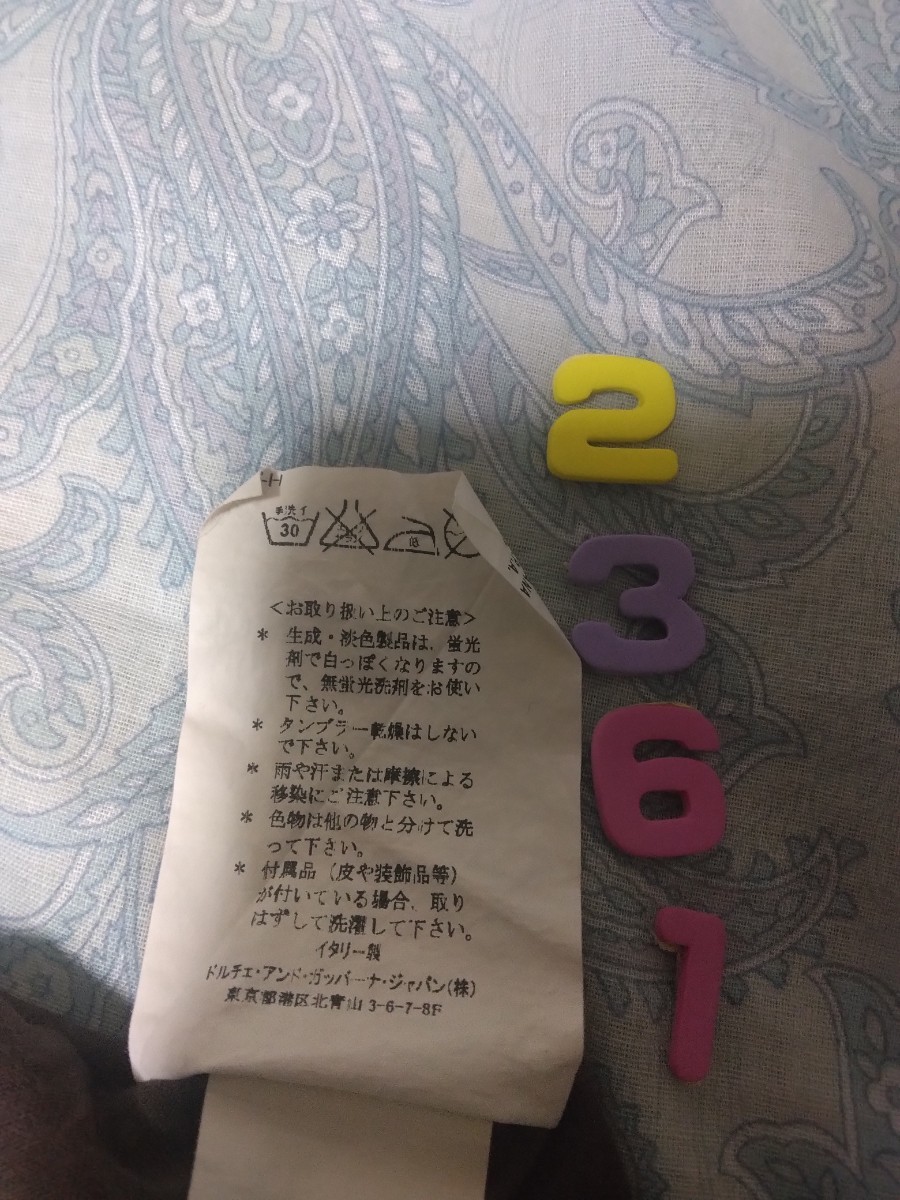 手洗イ
30
低
<お取り扱い上のご注意>
* 生成・淡色製品は、蛍光
剤で白っぽくなりますの
で、無蛍光洗剤をお使い
下さい。
* タンブラー乾燥はしない
で下さい。
* 雨や汗または摩擦による
移染にご注意下さい。
* 色物は他の物と分けて洗
って下さい。
* 付属品（皮や装飾品等）
が付いている場合、取り
はずして洗濯して下さい。
イタリー製
ドルチェ・アンド・ガッバーナ・ジャパン(株)
東京都港区北青山 3-6-7-8F
2
3
6
1